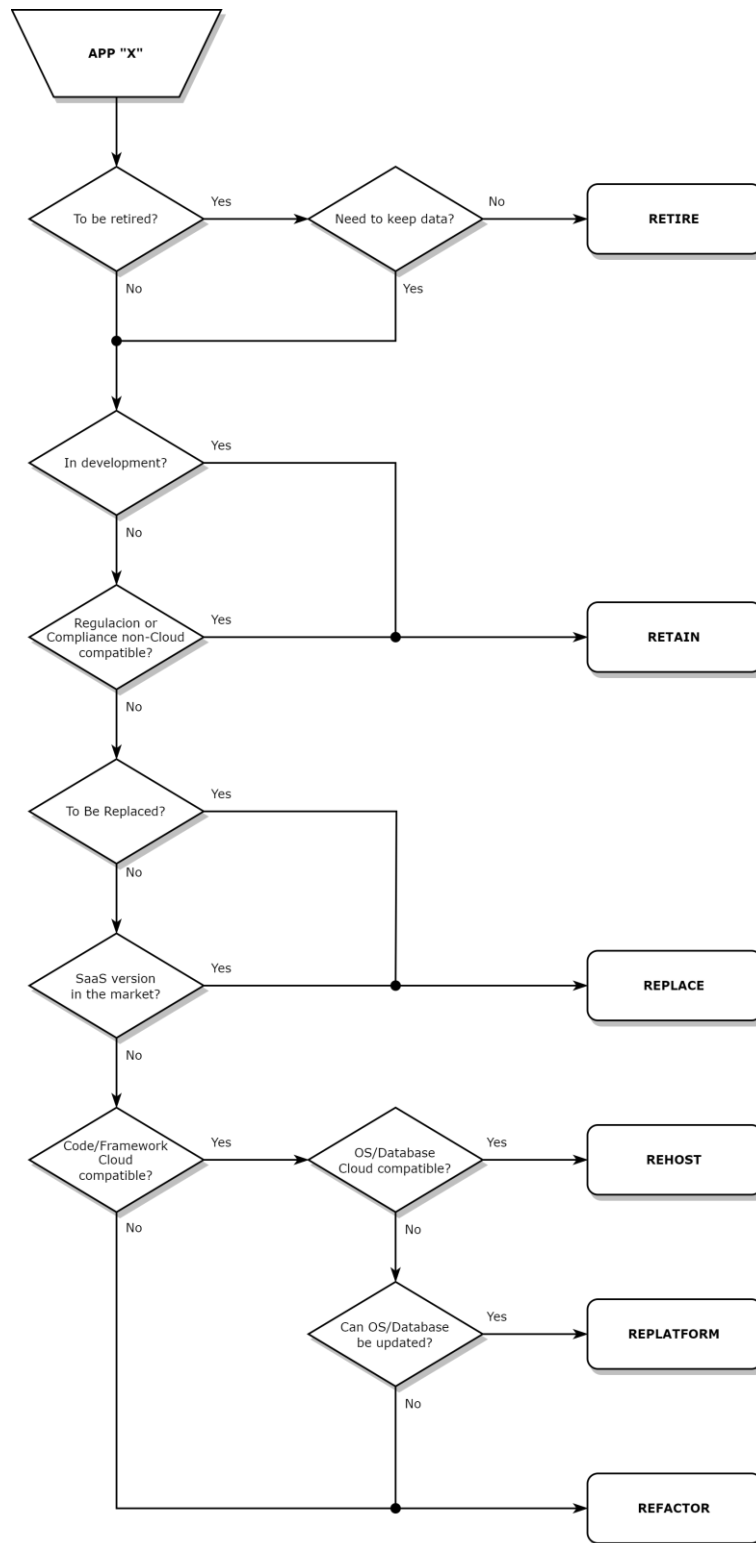 APP "X"
To be retired?
Yes
Need to keep data?
No
RETIRE
No
Yes
In development?
Yes
No
Regulacion or
Compliance non-Cloud
compatible?
Yes
RETAIN
No
To Be Replaced?
Yes
No
SaaS version
in the market?
Yes
REPLACE
No
Code/Framework
Cloud
compatible?
Yes
OS/Database
Cloud compatible?
Yes
REHOST
No
No
Can OS/Database
be updated?
Yes
REPLATFORM
No
REFACTOR